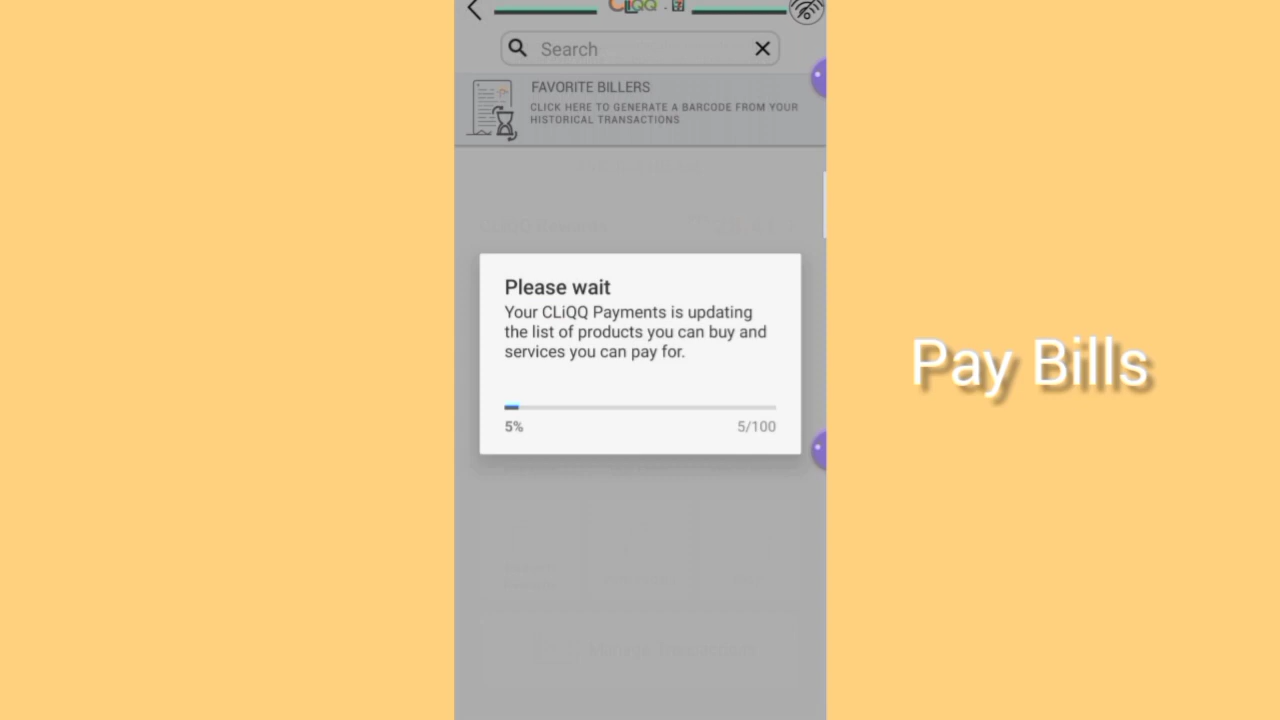 CLiQQ
Search
FAVORITE BILLERS
CLICK HERE TO GENERATE A BARCODE FROM YOUR
HISTORICAL TRANSACTIONS
Please wait
Your CLiQQ Payments is updating
the list of products you can buy and
services you can pay for.
5%
5/100
Pay Bills